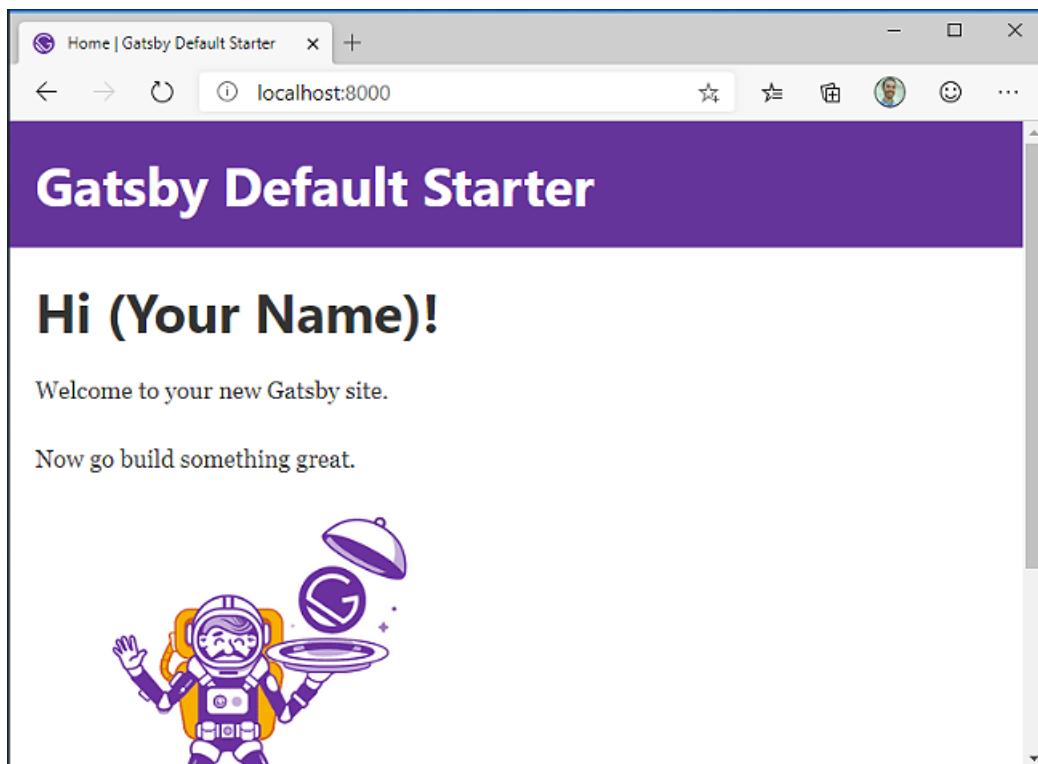 Home | Gatsby Default Starter
localhost:8000
Gatsby Default Starter
Hi (Your Name)!
Welcome to your new Gatsby site.
Now go build something great.